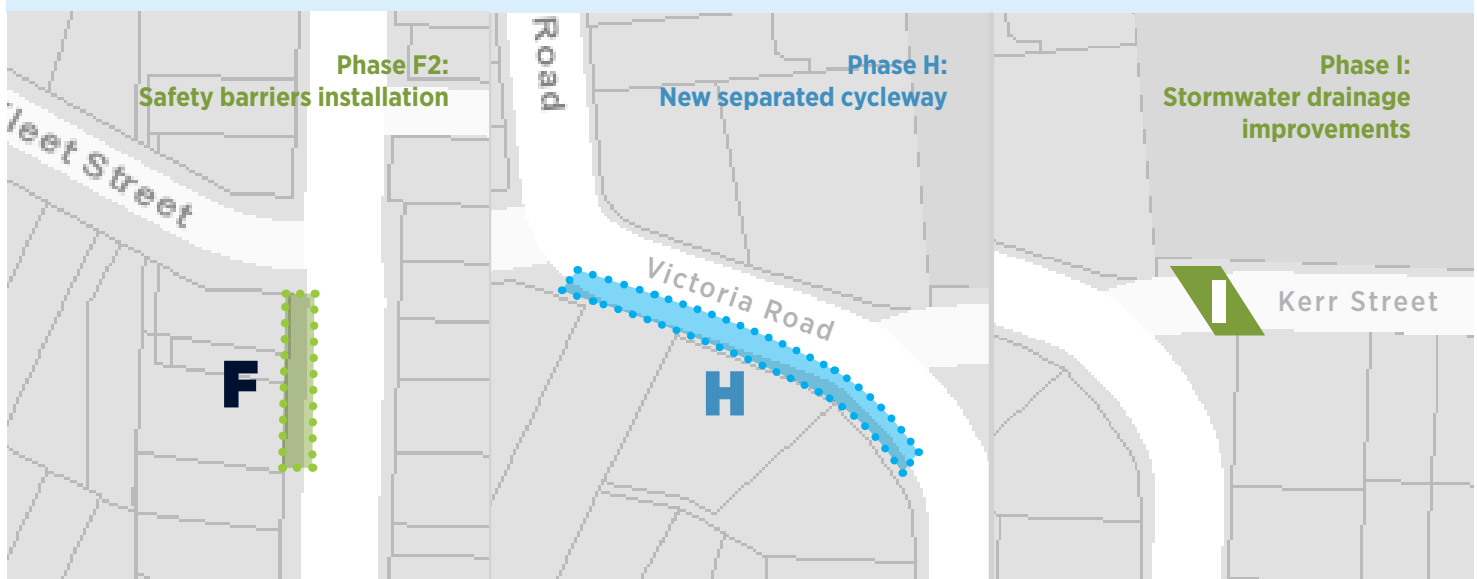 Phase F2:
Safety barriers installation
leet Street
F
Road
Phase H:
New separated cycleway
Victoria Road
H
Phase I:
Stormwater drainage
improvements
I
Kerr Street